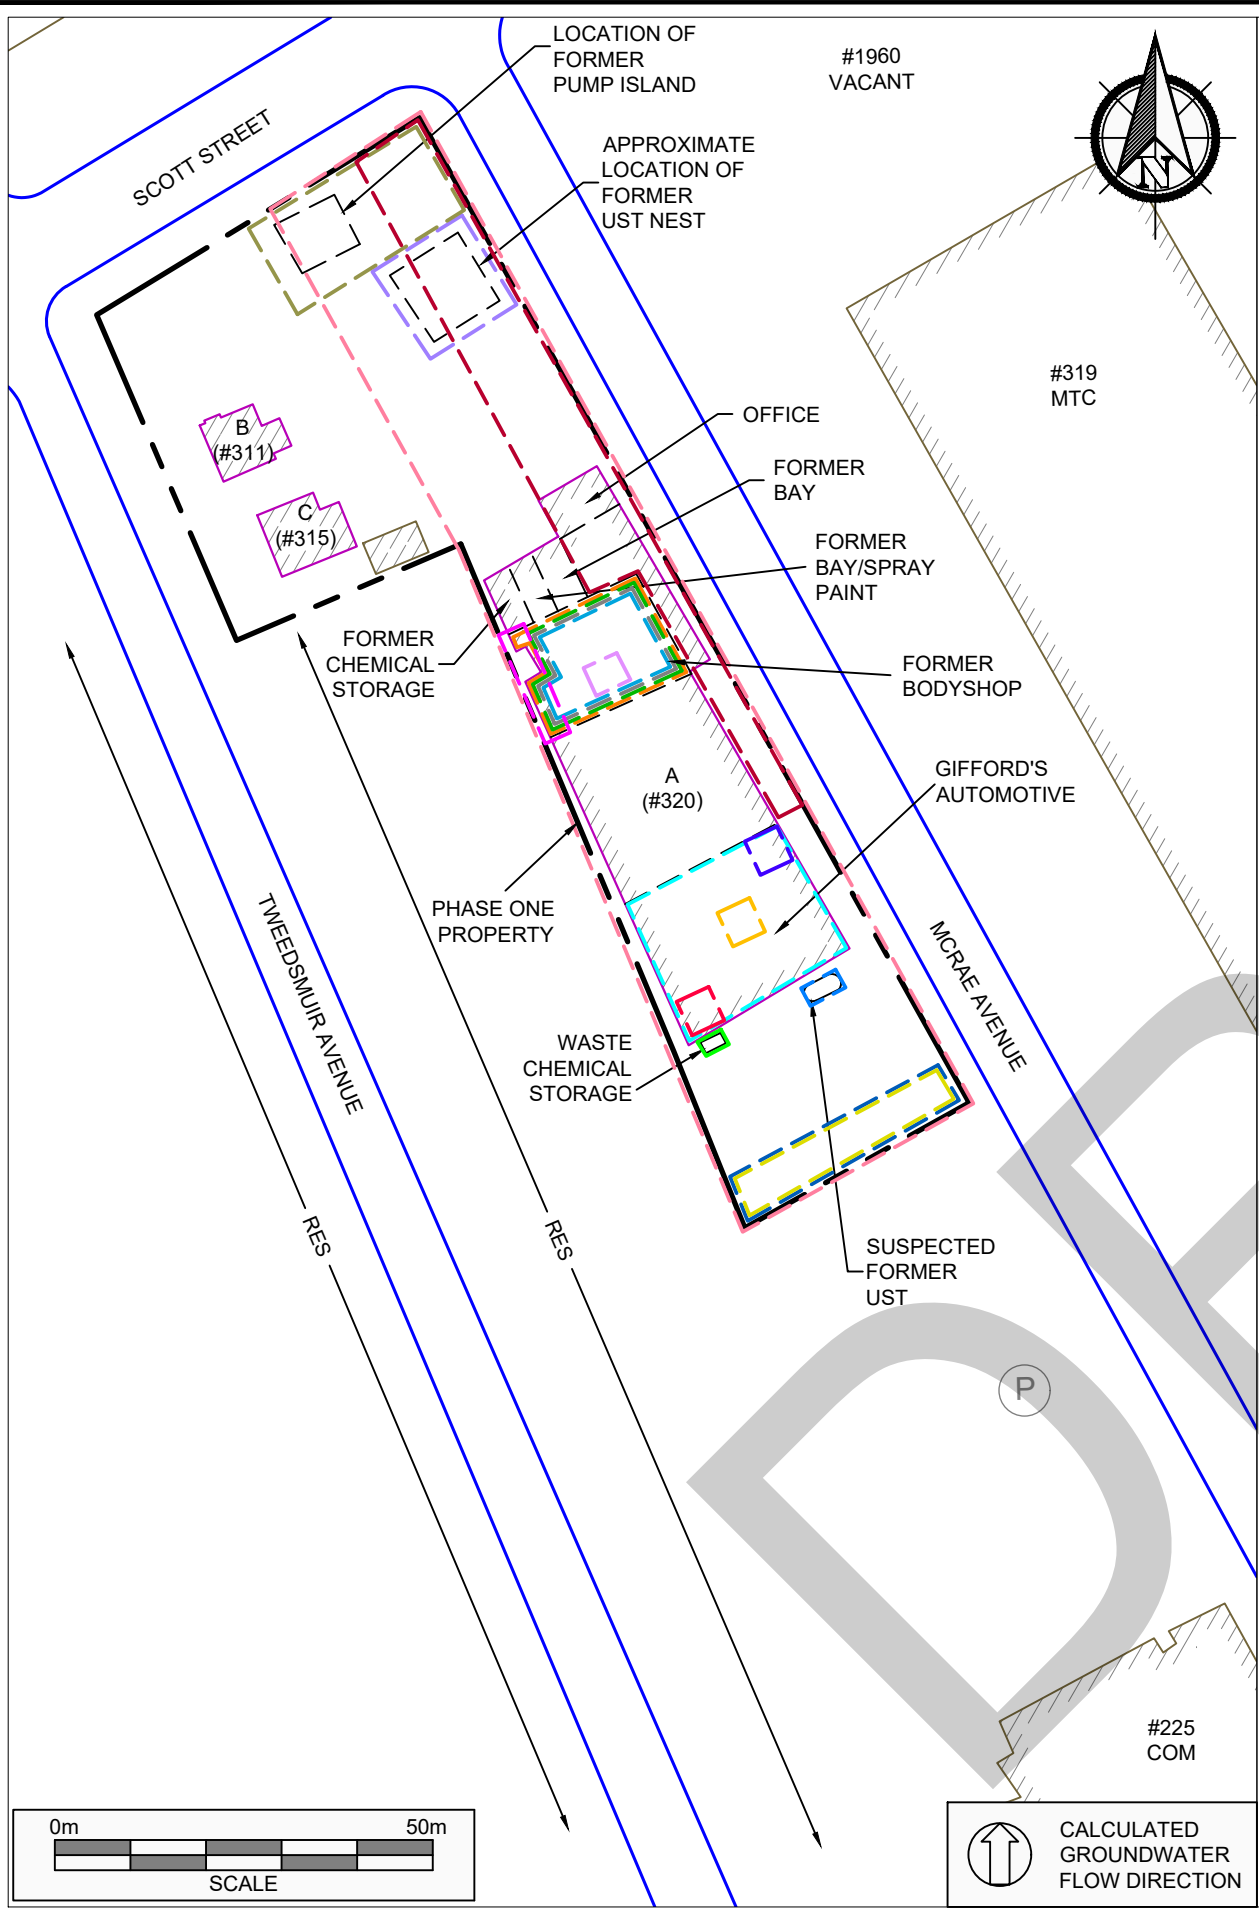 LOCATION OF
FORMER
PUMP ISLAND
#1960
VACANT
SCOTT STREET
APPROXIMATE
LOCATION OF
FORMER
UST NEST
N
#319
MTC
B
(#311)
OFFICE
FORMER
BAY
C
(#315)
FORMER
BAY/SPRAY
PAINT
FORMER
CHEMICAL
STORAGE
FORMER
BODYSHOP
A
(#320)
GIFFORD'S
AUTOMOTIVE
PHASE ONE
PROPERTY
TWEEDSMUIR AVENUE
MCRAE AVENUE
WASTE
CHEMICAL
STORAGE
RES
RES
SUSPECTED
FORMER
UST
P
#225
COM
0m 50m
SCALE
CALCULATED
GROUNDWATER
FLOW DIRECTION